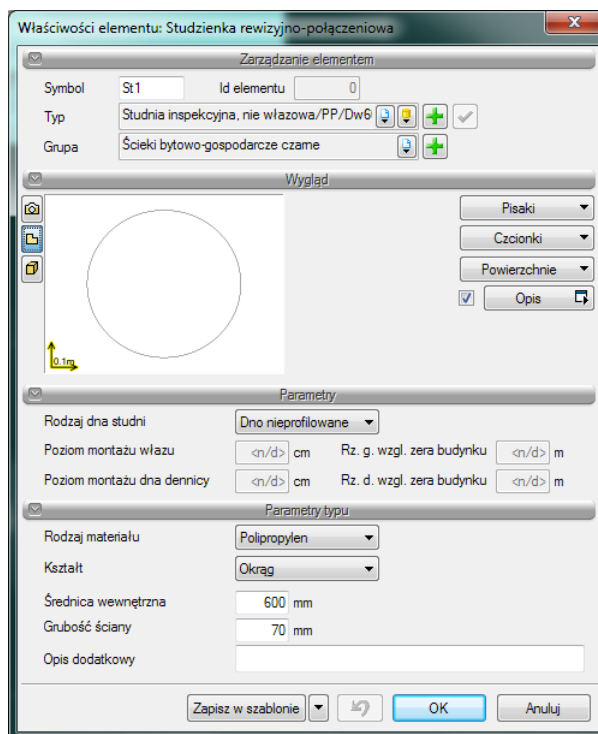 Właściwości elementu: Studzienka rewizyjno-połączeniowa
Zarządzanie elementem
Symbol St1 Id elementu 0
Typ Studnia inspekcyjna, nie włazowa/PP/Dw6
Grupa Ścieki bytowo-gospodarcze czarne
Wygląd
Pisaki
Czcionki
Powierzchnie
Opis
0.1m
Parametry
Rodzaj dna studni Dno nieprofilowane
Poziom montażu włazu <n/d> cm Rz. g. wzgl. zera budynku <n/d> m
Poziom montażu dna dennicy <n/d> cm Rz. d. wzgl. zera budynku <n/d> m
Parametry typu
Rodzaj materiału Polipropylen
Kształt Okrąg
Średnica wewnętrzna 600 mm
Grubość ściany 70 mm
Opis dodatkowy
Zapisz w szablonie OK Anuluj